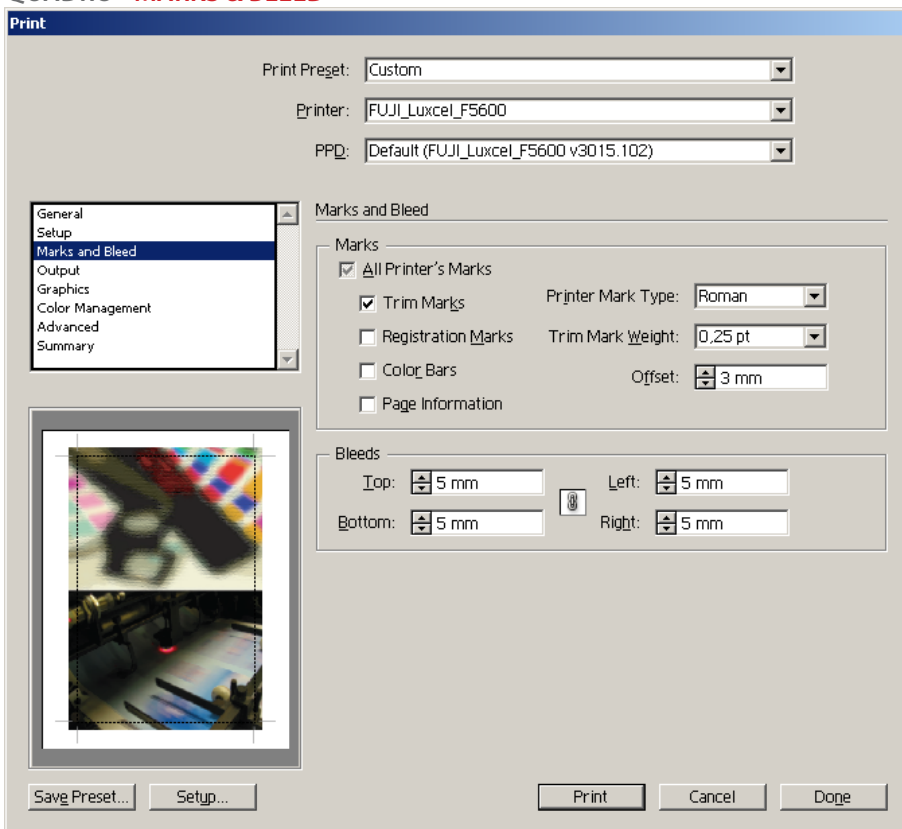 Print
Print Preset: Custom
Printer: FUJI_Luxcel_F5600
PPD: Default (FUJI_Luxcel_F5600 v3015.102)
General
Setup
Marks and Bleed
Output
Graphics
Color Management
Advanced
Summary
Marks and Bleed
Marks
All Printer's Marks
Trim Marks
Printer Mark Type: Roman
Registration Marks
Trim Mark Weight: 0,25 pt
Color Bars
Offset: 3 mm
Page Information
Bleeds
Top: 5 mm
Left: 5 mm
Bottom: 5 mm
Right: 5 mm
Save Preset...
Setup...
Print
Cancel
Done